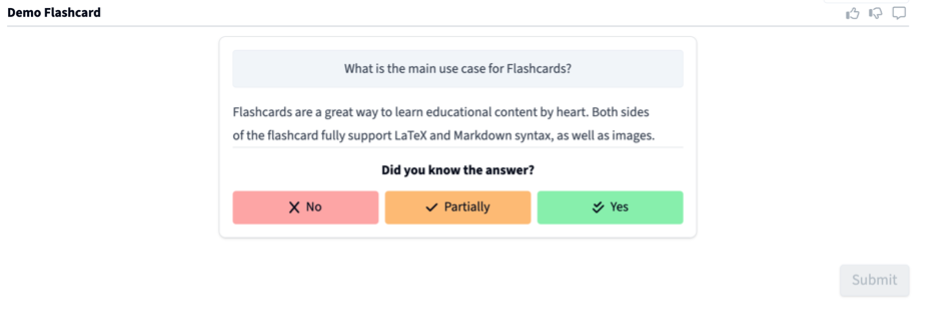 Demo Flashcard
What is the main use case for Flashcards?
Flashcards are a great way to learn educational content by heart. Both sides
of the flashcard fully support LaTeX and Markdown syntax, as well as images.
Did you know the answer?
No
Partially
Yes
Submit